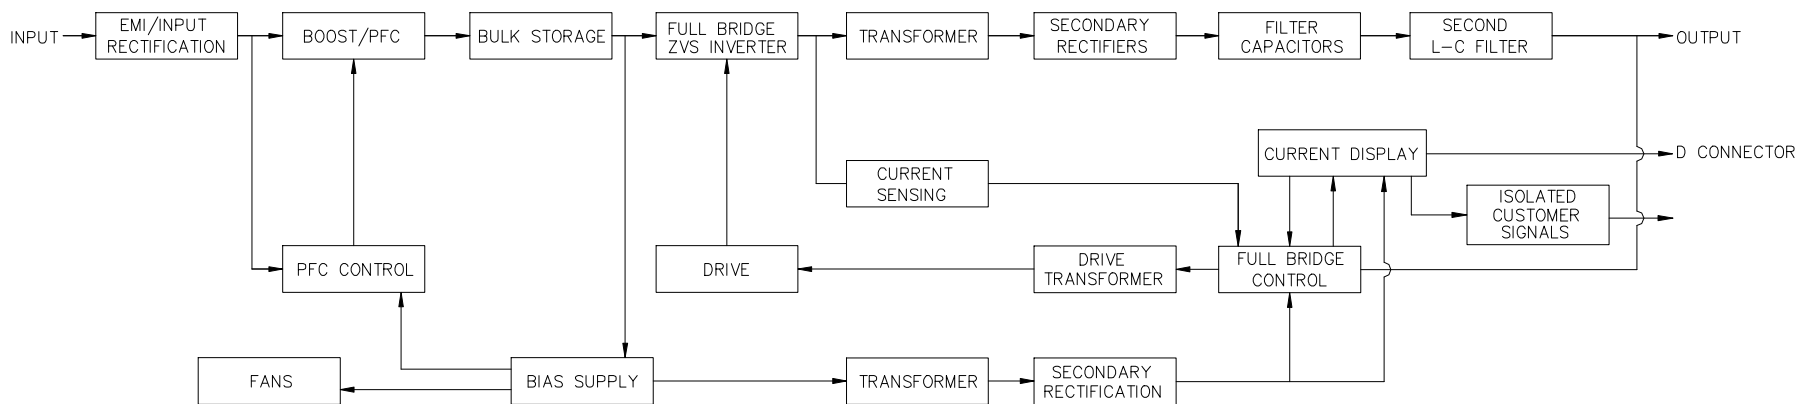 INPUT
EMI/INPUT
RECTIFICATION
BOOST/PFC
BULK STORAGE
FULL BRIDGE
ZVS INVERTER
TRANSFORMER
SECONDARY
RECTIFIERS
FILTER
CAPACITORS
SECOND
L-C FILTER
OUTPUT
CURRENT DISPLAY
D CONNECTOR
CURRENT
SENSING
ISOLATED
CUSTOMER
SIGNALS
PFC CONTROL
DRIVE
DRIVE
TRANSFORMER
FULL BRIDGE
CONTROL
FANS
BIAS SUPPLY
TRANSFORMER
SECONDARY
RECTIFICATION